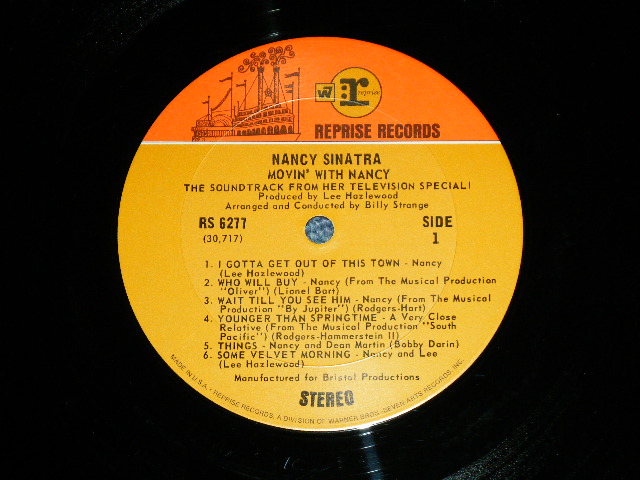 W7 r reprise
REPRISE RECORDS
NANCY SINATRA
MOVIN' WITH NANCY
THE SOUNDTRACK FROM HER TELEVISION SPECIAL!
Produced by Lee Hazlewood
Arranged and Conducted by Billy Strange
RS 6277 SIDE
(30,717) 1
1. I GOTTA GET OUT OF THIS TOWN - Nancy
(Lee Hazlewood)
2. WHO WILL BUY - Nancy (From The Musical Production
"Oliver") (Lionel Bart)
3. WAIT TILL YOU SEE HIM - Nancy (From The Musical
Production "By Jupiter") (Rodgers-Hart)
4. YOUNGER THAN SPRINGTIME - A Very Close
Relative (From The Musical Production "South
Pacific") (Rodgers-Hammerstein II)
5. THINGS - Nancy and Dean Martin (Bobby Darin)
6. SOME VELVET MORNING - Nancy and Lee
(Lee Hazlewood)
Manufactured for Bristol Productions
STEREO
MADE IN U.S.A. • REPRISE RECORDS, A DIVISION OF WARNER BROS.-SEVEN ARTS RECORDS, INC.